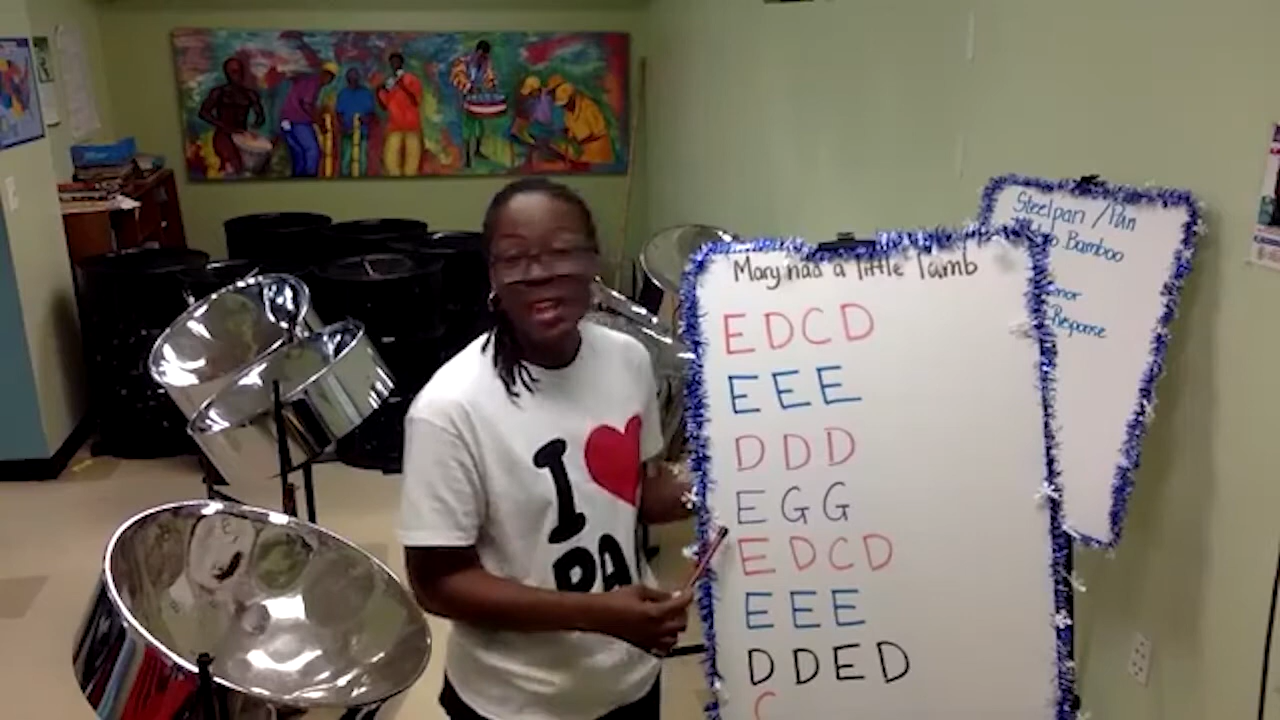 Mary had a little lamb
EDCD
EEE
DDD
EGG
EDCD
EEE
DDED
C
Steelpan / Pan
Bamboo
Response
I
PA